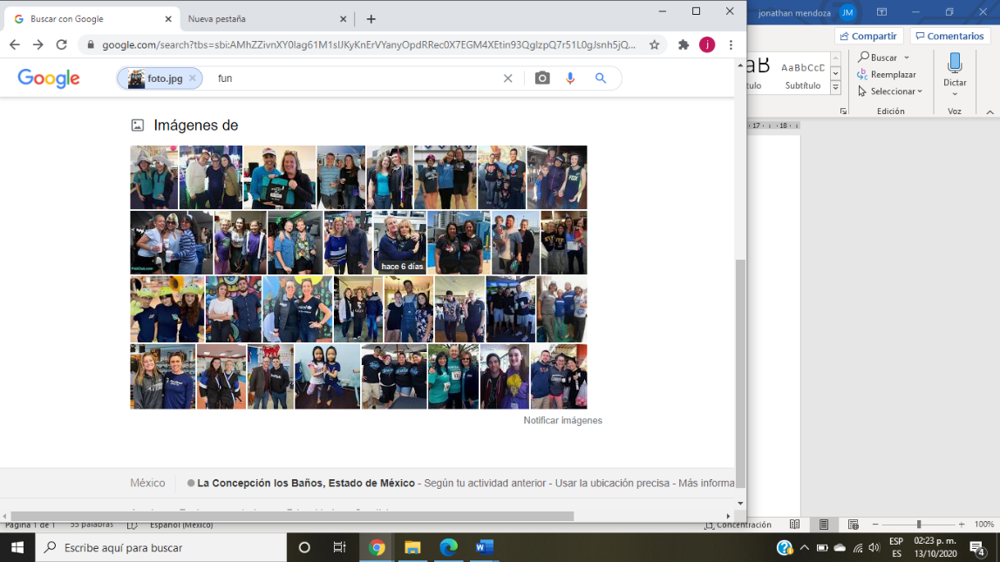 Buscar con Google
Nueva pestaña
jonathan mendoza JM
google.com/search?tbs=sbi:AMhZZivnXY0lag61M1sIJKyKnErVYanyOpdRRec0X7EGM4XEtin93QglzpQ7r51L0gJsnh5jQ...
j
Compartir
Comentarios
Google
foto.jpg
fun
Buscar
aB
AaBbCcD
Reemplazar
ítulo
Subtítulo
Seleccionar
Dictar
Edición
Voz
Imágenes de
17 18
hace 6 días
Notificar imágenes
México
La Concepción los Baños, Estado de México - Según tu actividad anterior - Usar la ubicación precisa - Más informa
Página 1 de 1
55 palabras
Español (México)
Concentración
100%
Escribe aquí para buscar
ESP
ES
02:23 p. m.
13/10/2020
4